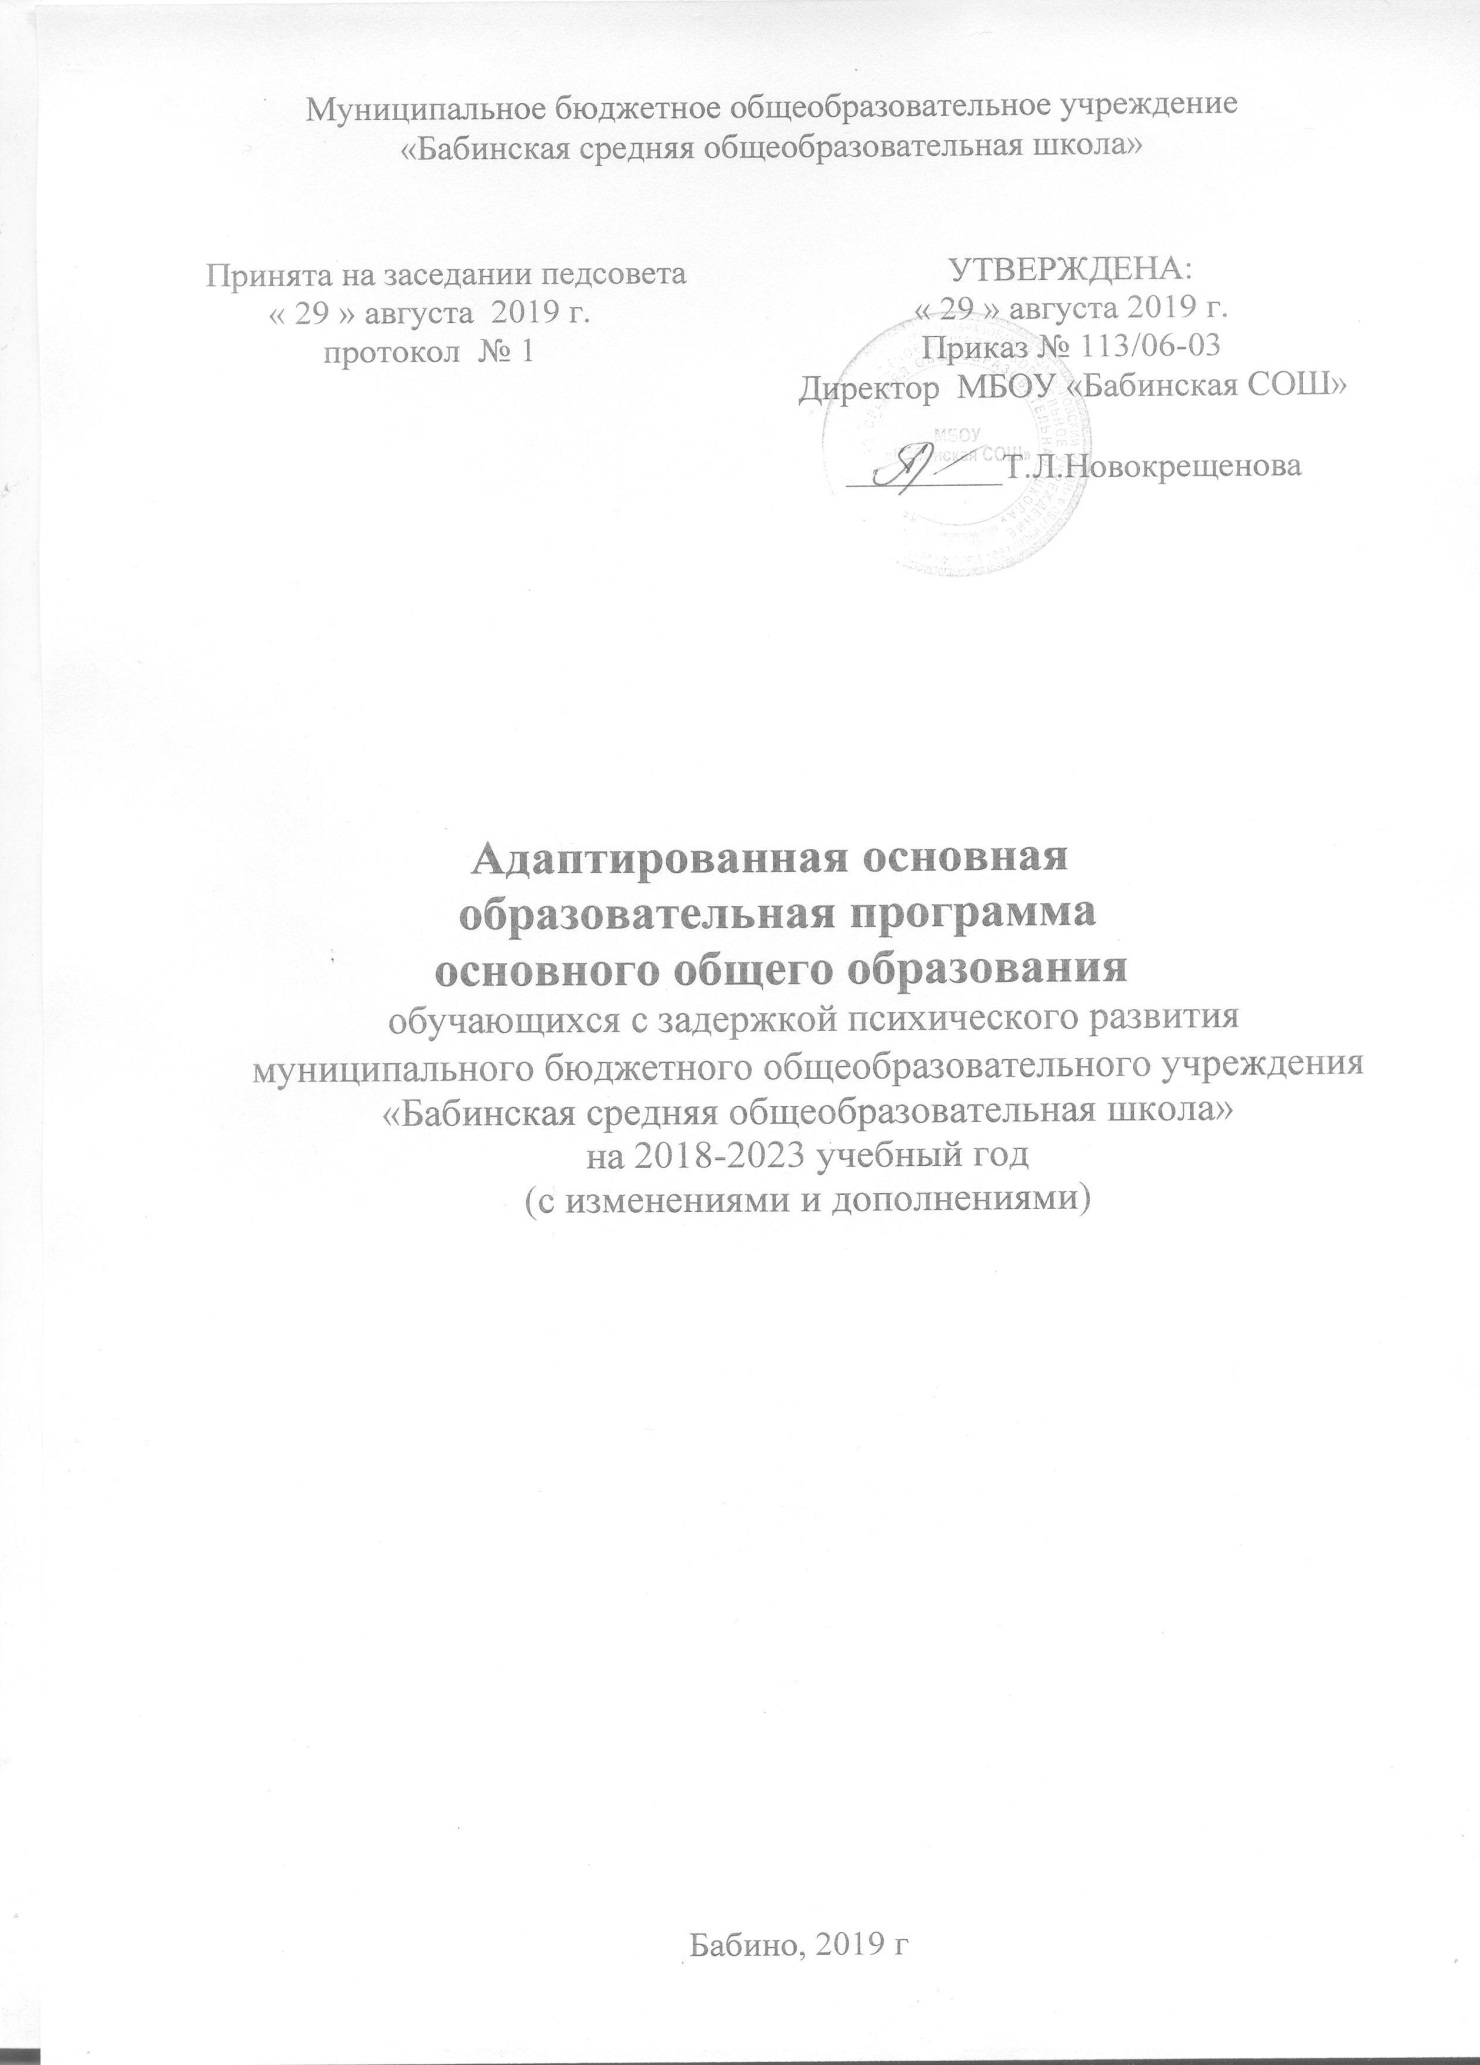 Муниципальное бюджетное общеобразовательное учреждение
«Бабинская средняя общеобразовательная школа»
Принята на заседании педсовета
« 29 » августа 2019 г.
протокол № 1
УТВЕРЖДЕНА:
« 29 » августа 2019 г.
Приказ № 113/06-03
Директор МБОУ «Бабинская СОШ»
МБОУ
СОШ»
Т.Л.Новокрещенова
Адаптированная основная
образовательная программа
основного общего образования
обучающихся с задержкой психического развития
муниципального бюджетного общеобразовательного учреждения
«Бабинская средняя общеобразовательная школа»
на 2018-2023 учебный год
(с изменениями и дополнениями)
Бабино, 2019 г